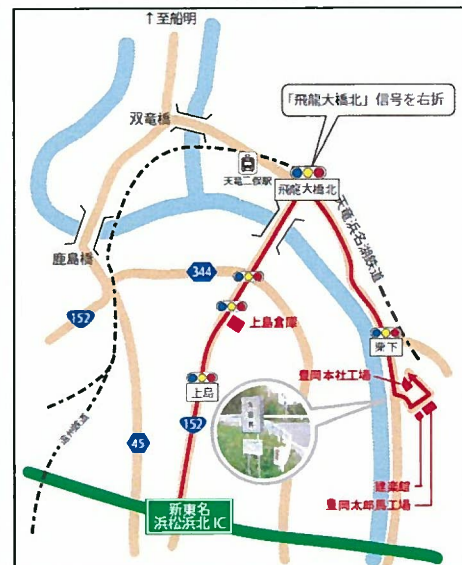 ↑至船明
「飛龍大橋北」信号を右折
双竜橋
天竜二俣駅
飛龍大橋北
天竜浜名湖鉄道
鹿島橋
344
152
上島倉庫
柴下
上島
豊岡本社工場
152
45
建楽館
豊岡太郎馬工場
新東名
浜松浜北 IC